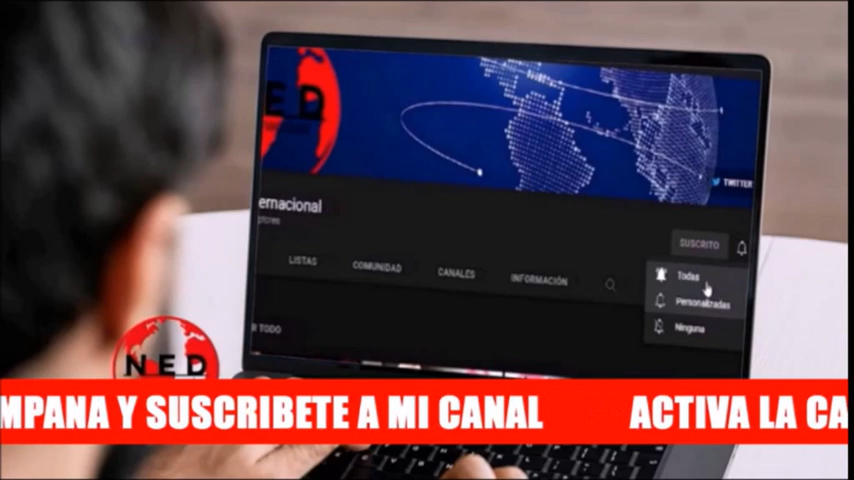 NED
TWITTER
ernacional
SUSCRITO
LISTAS
COMUNIDAD
CANALES
INFORMACIÓN
Todas
Personalizadas
Ninguna
R TODO
NED
MPANA Y SUSCRIBETE A MI CANAL
ACTIVA LA CA